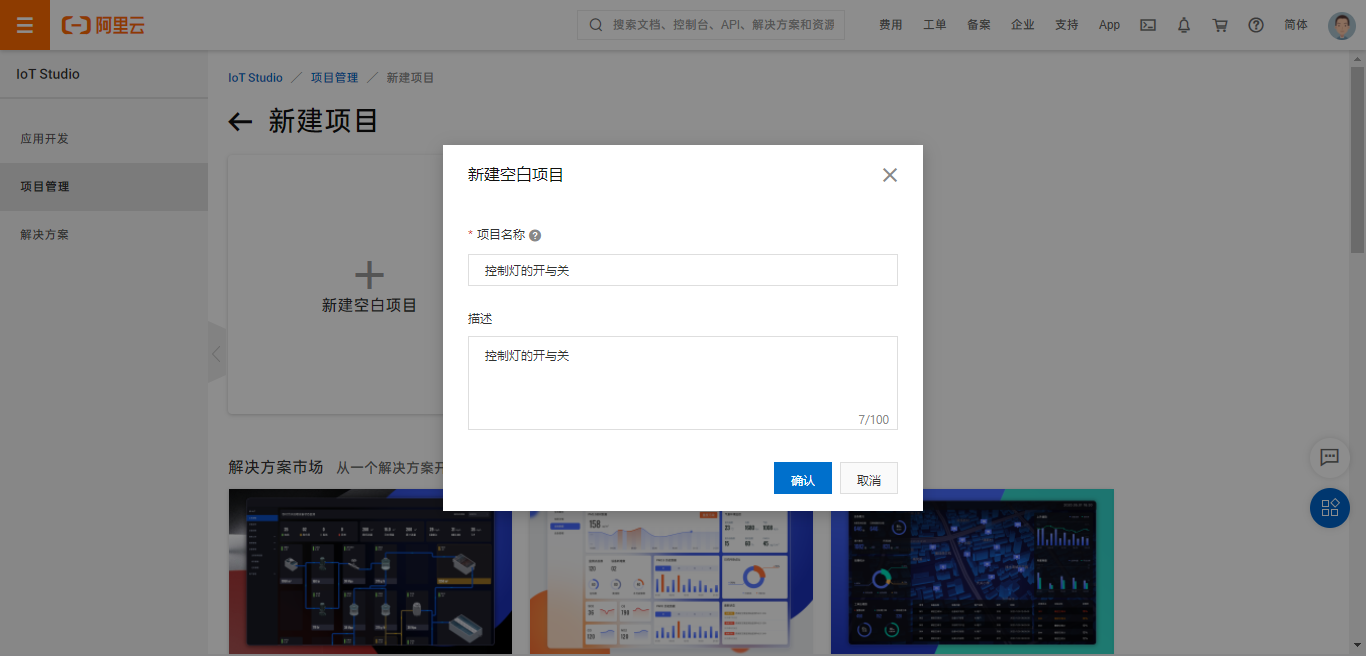 阿里云
搜索文档、控制台、API、解决方案和资源
费用 工单 备案 企业 支持 App 简体
IoT Studio
应用开发
项目管理
解决方案
IoT Studio / 项目管理 / 新建项目
新建项目
新建空白项目
新建空白项目
* 项目名称
控制灯的开与关
描述
控制灯的开与关
7/100
确认 取消
解决方案市场 从一个解决方案开